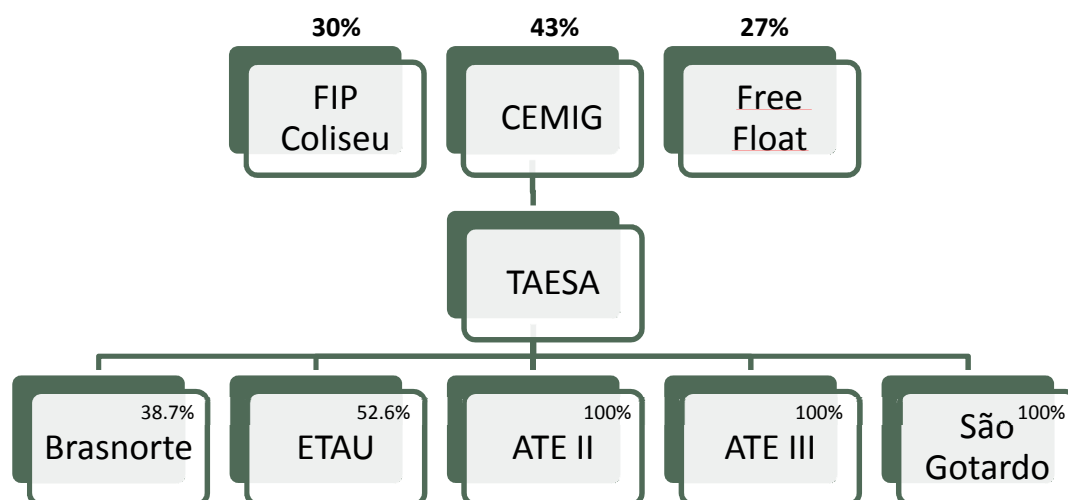 30%
43%
27%
FIP
Coliseu
CEMIG
Free
Float
TAESA
38.7%
Brasnorte
52.6%
ETAU
100%
ATE II
100%
ATE III
100%
São
Gotardo